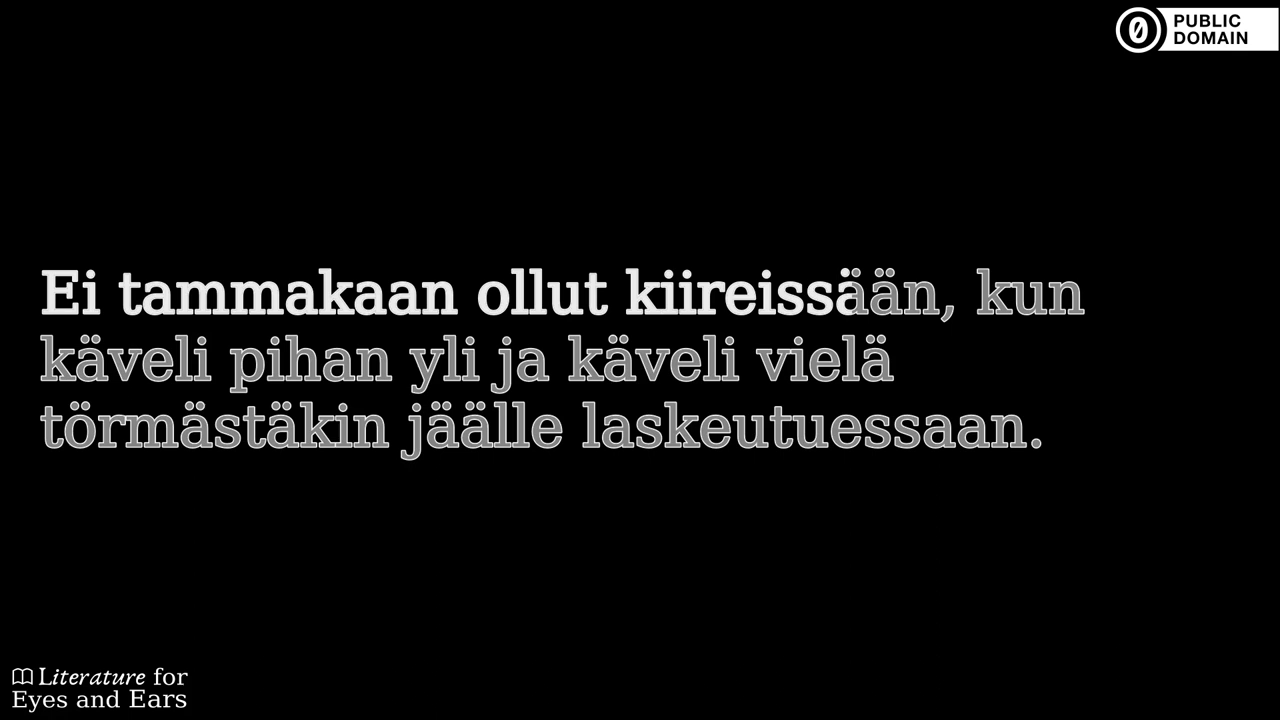 PUBLIC
DOMAIN
Ei tammakaan ollut kiireissään, kun
käveli pihan yli ja käveli vielä
törmästäkin jäälle laskeutuessaan.
Literature for
Eyes and Ears